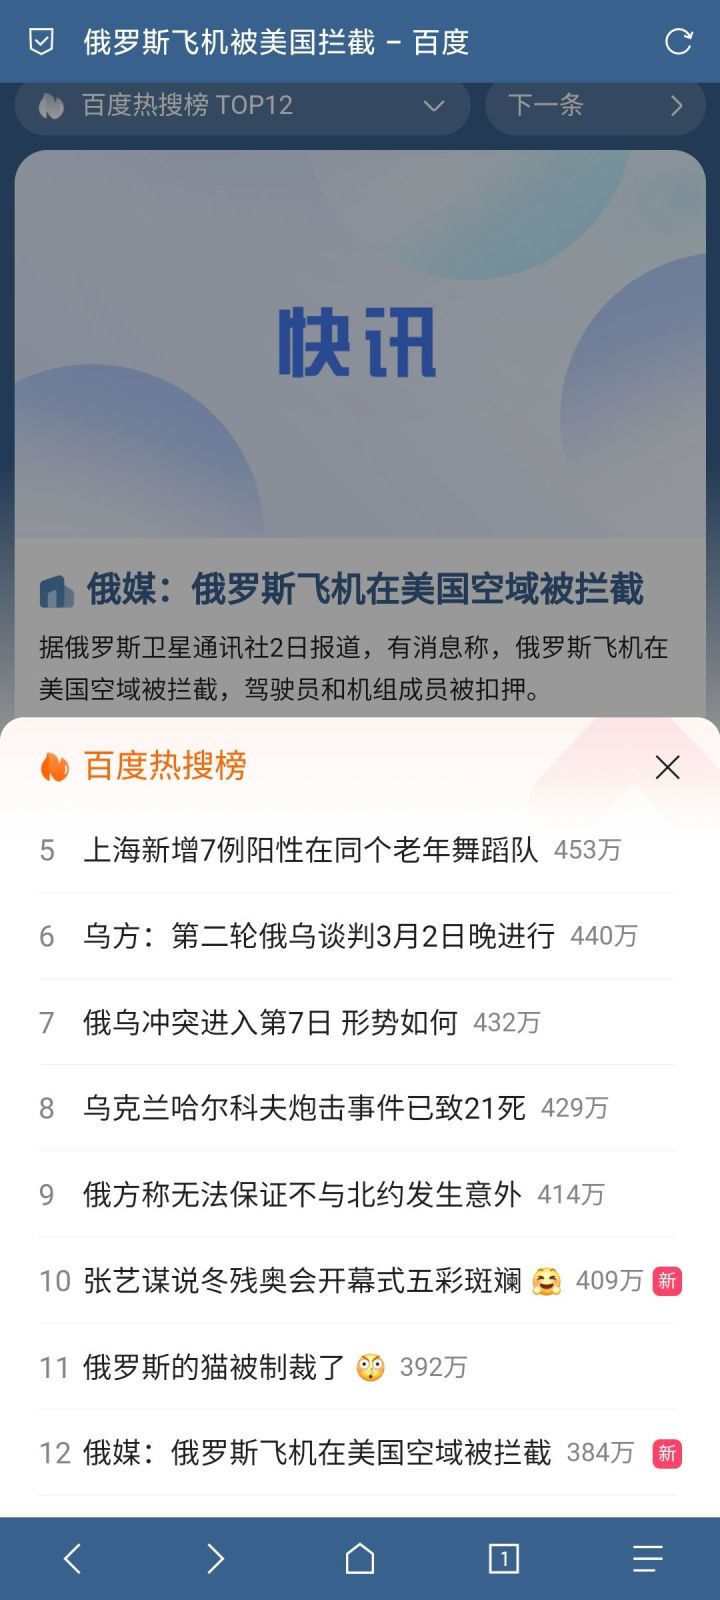 俄罗斯飞机被美国拦截 - 百度
百度热搜榜 TOP12
下一条
快讯
俄媒：俄罗斯飞机在美国空域被拦截
据俄罗斯卫星通讯社2日报道，有消息称，俄罗斯飞机在
美国空域被拦截，驾驶员和机组成员被扣押。
百度热搜榜
5 上海新增7例阳性在同个老年舞蹈队 453万
6 乌方：第二轮俄乌谈判3月2日晚进行 440万
7 俄乌冲突进入第7日 形势如何 432万
8 乌克兰哈尔科夫炮击事件已致21死 429万
9 俄方称无法保证不与北约发生意外 414万
10 张艺谋说冬残奥会开幕式五彩斑斓 🤗 409万 新
11 俄罗斯的猫被制裁了 😳 392万
12 俄媒：俄罗斯飞机在美国空域被拦截 384万 新
1